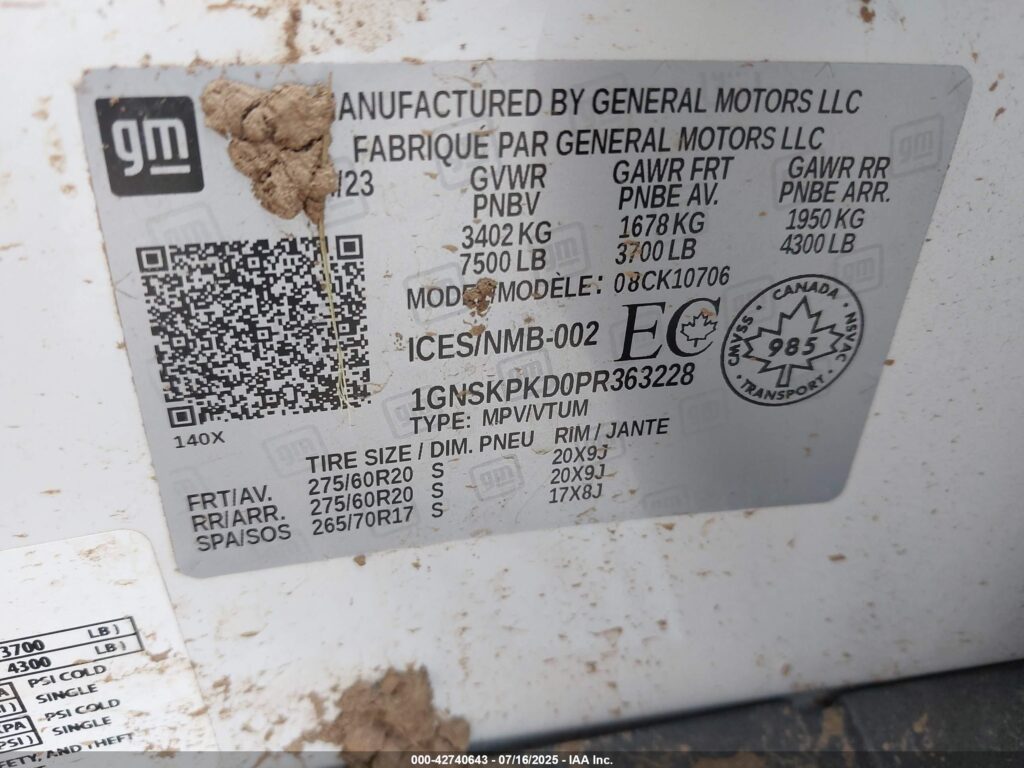 gm
ANUFACTURED BY GENERAL MOTORS LLC
FABRIQUÉ PAR GENERAL MOTORS LLC
/23
GVWR GAWR FRT GAWR RR
PNBV PNBE AV. PNBE ARR.
3402 KG 1678 KG 1950 KG
7500 LB 3700 LB 4300 LB
/MODÈLE: 08CK10706
ICES/NMB-002 EC
CANADA
CMVSS · NSVAC
985
TRANSPORT
1GNSKPKD0PR363228
TYPE: MPV/VTUM
140X
TIRE SIZE / DIM. PNEU RIM / JANTE
FRT/AV. 275/60R20 S 20X9J
RR/ARR. 275/60R20 S 20X9J
SPA/SOS 265/70R17 S 17X8J
3700 LB)
4300 LB)
PSI COLD
SINGLE
PSI COLD
SINGLE
AND THEFT
000-42740643 - 07/16/2025 - IAA Inc.